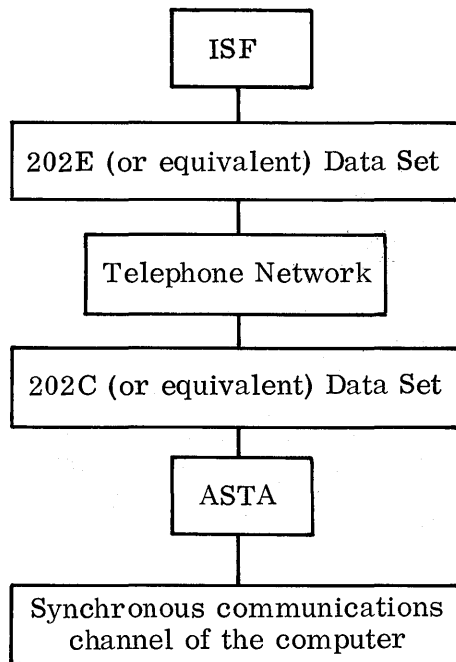 ISF
202E (or equivalent) Data Set
Telephone Network
202C (or equivalent) Data Set
ASTA
Synchronous communications
channel of the computer